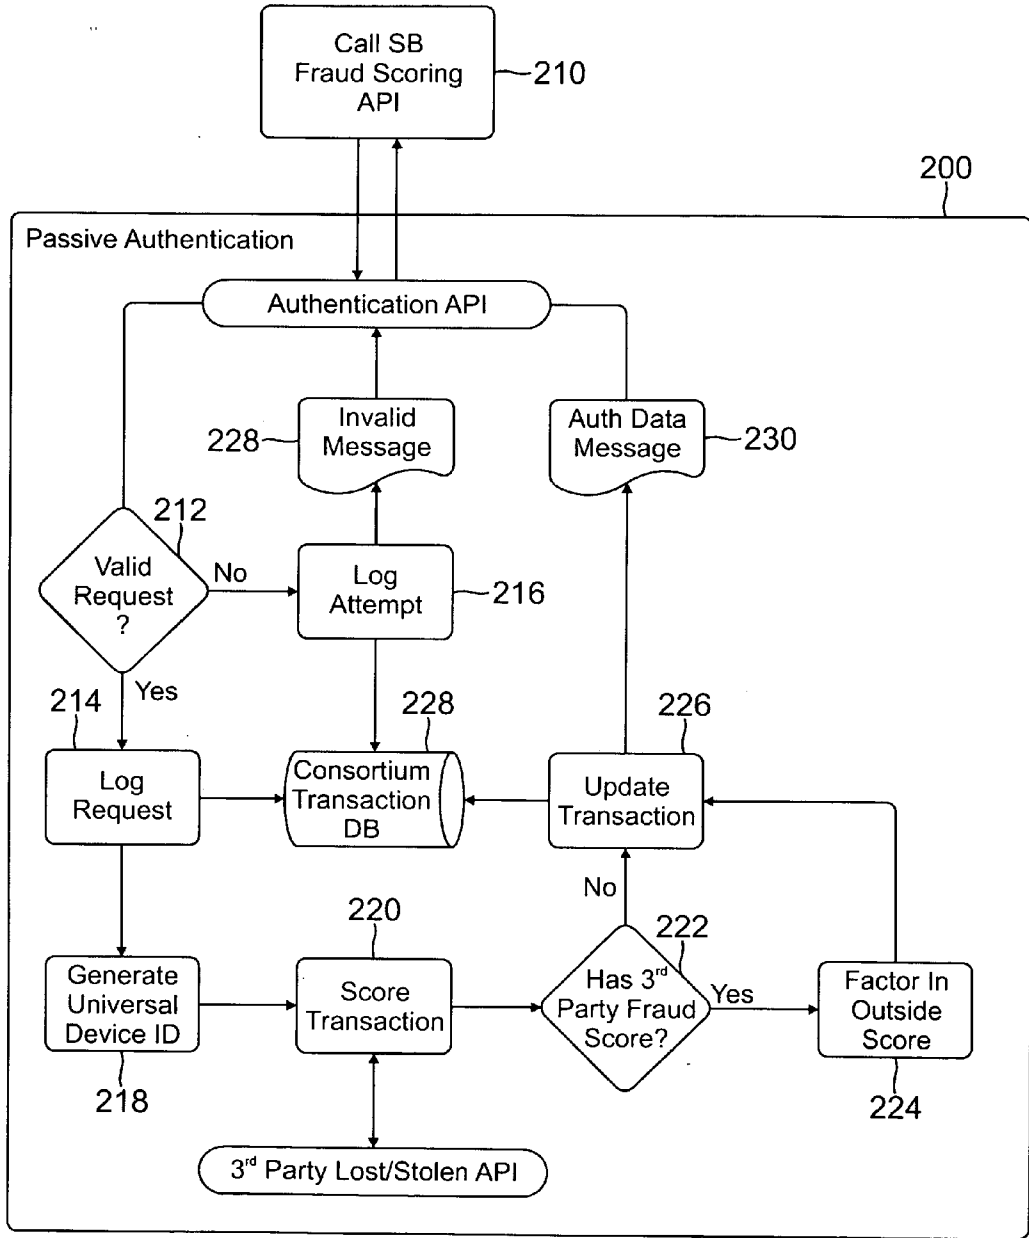 Call SB
Fraud Scoring
API
210
200
Passive Authentication
Authentication API
228
Invalid
Message
Auth Data
Message
230
212
Valid
Request
?
No
Log
Attempt
216
Yes
214
Log
Request
228
Consortium
Transaction
DB
226
Update
Transaction
No
220
222
Generate
Universal
Device ID
218
Score
Transaction
Has 3rd
Party Fraud
Score?
Yes
Factor In
Outside
Score
224
3rd Party Lost/Stolen API